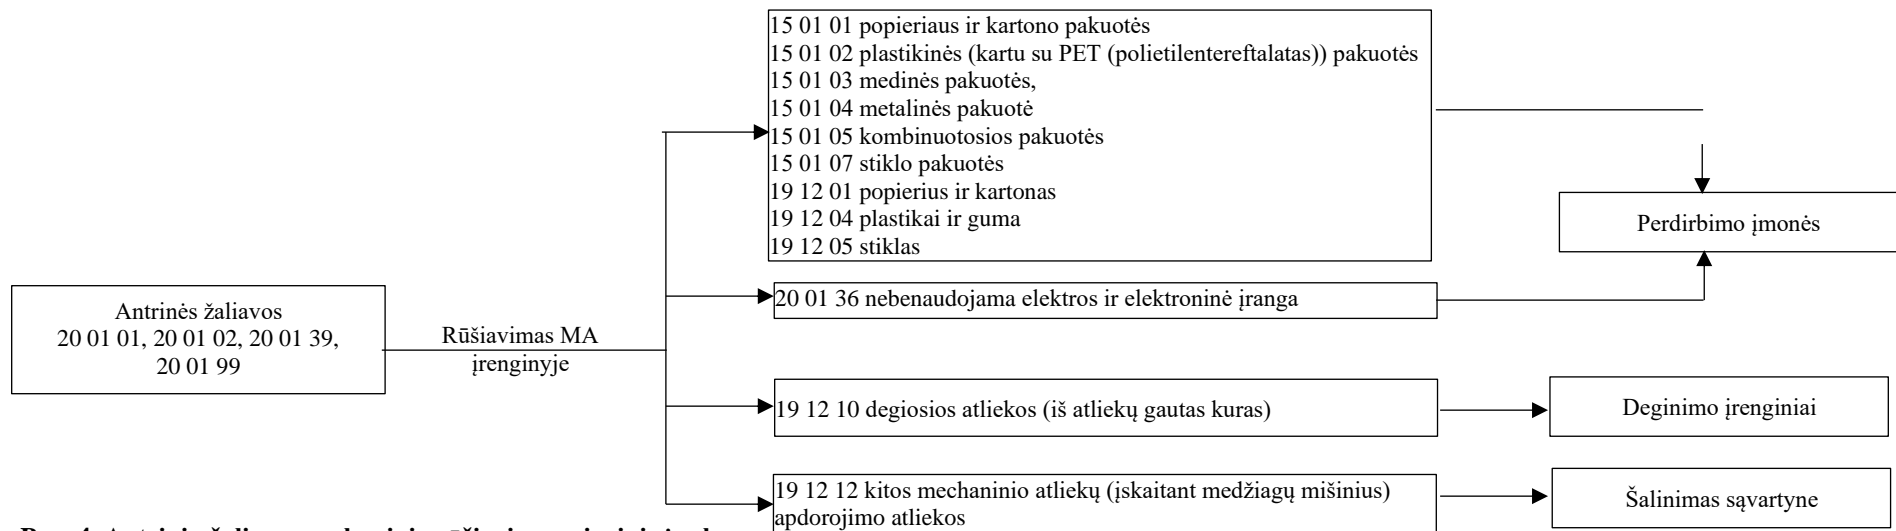 15 01 01 popieriaus ir kartono pakuotės
15 01 02 plastikinės (kartu su PET (polietilentereftalatas)) pakuotės
15 01 03 medinės pakuotės,
15 01 04 metalinės pakuotė
15 01 05 kombinuotosios pakuotės
15 01 07 stiklo pakuotės
19 12 01 popierius ir kartonas
19 12 04 plastikai ir guma
19 12 05 stiklas
Perdirbimo įmonės
20 01 36 nebenaudojama elektros ir elektroninė įranga
Antrinės žaliavos
20 01 01, 20 01 02, 20 01 39,
20 01 99
Rūšiavimas MA
įrenginyje
19 12 10 degiosios atliekos (iš atliekų gautas kuras)
Deginimo įrenginiai
19 12 12 kitos mechaninio atliekų (įskaitant medžiagų mišinius)
apdorojimo atliekos
Šalinimas sąvartyne